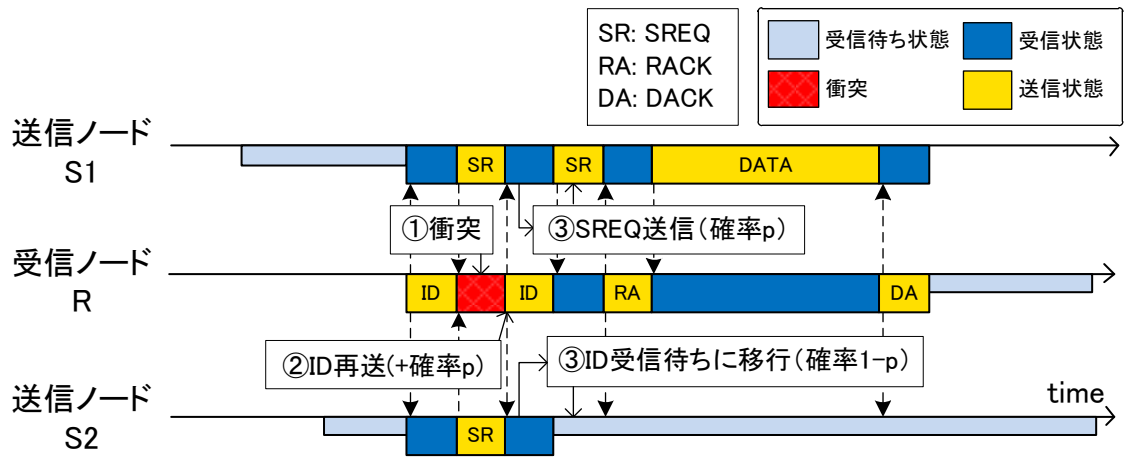 SR: SREQ
RA: RACK
DA: DACK
受信待ち状態
受信状態
衝突
送信状態
送信ノード
S1
SR
SR
DATA
①衝突
③SREQ送信(確率p)
受信ノード
R
ID
ID
RA
DA
②ID再送(+確率p)
③ID受信待ちに移行(確率1-p)
time
送信ノード
S2
SR